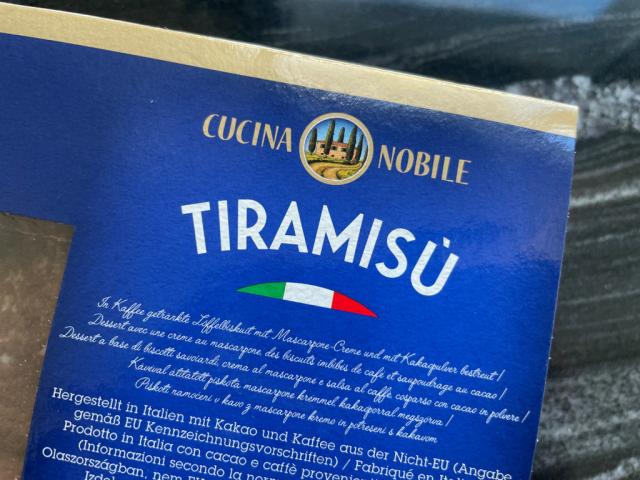 CUCINA NOBILE
TIRAMISÙ
In Kaffee getränkte Löffelbiskuit mit Mascarpone-Creme und mit Kakaopulver bestreut /
Dessert avec une crème au mascarpone, des biscuits imbibés de café et saupoudrage au cacao /
Dessert a base di biscotti savoiardi, crema al mascarpone e salsa al caffè cosparso con cacao in polvere /
Kávéval átitatott piskóta mascarpone krémmel, kakaóporral megszórva /
Piškoti namočeni v kavo z mascarpone kremo in potreseni s kakavom
Hergestellt in Italien mit Kakao und Kaffee aus der Nicht-EU (Angabe
gemäß EU Kennzeichnungsvorschriften) / Fabriqué en
Prodotto in Italia con cacao e caffè
(Informazioni secondo la
Olaszországban, nem